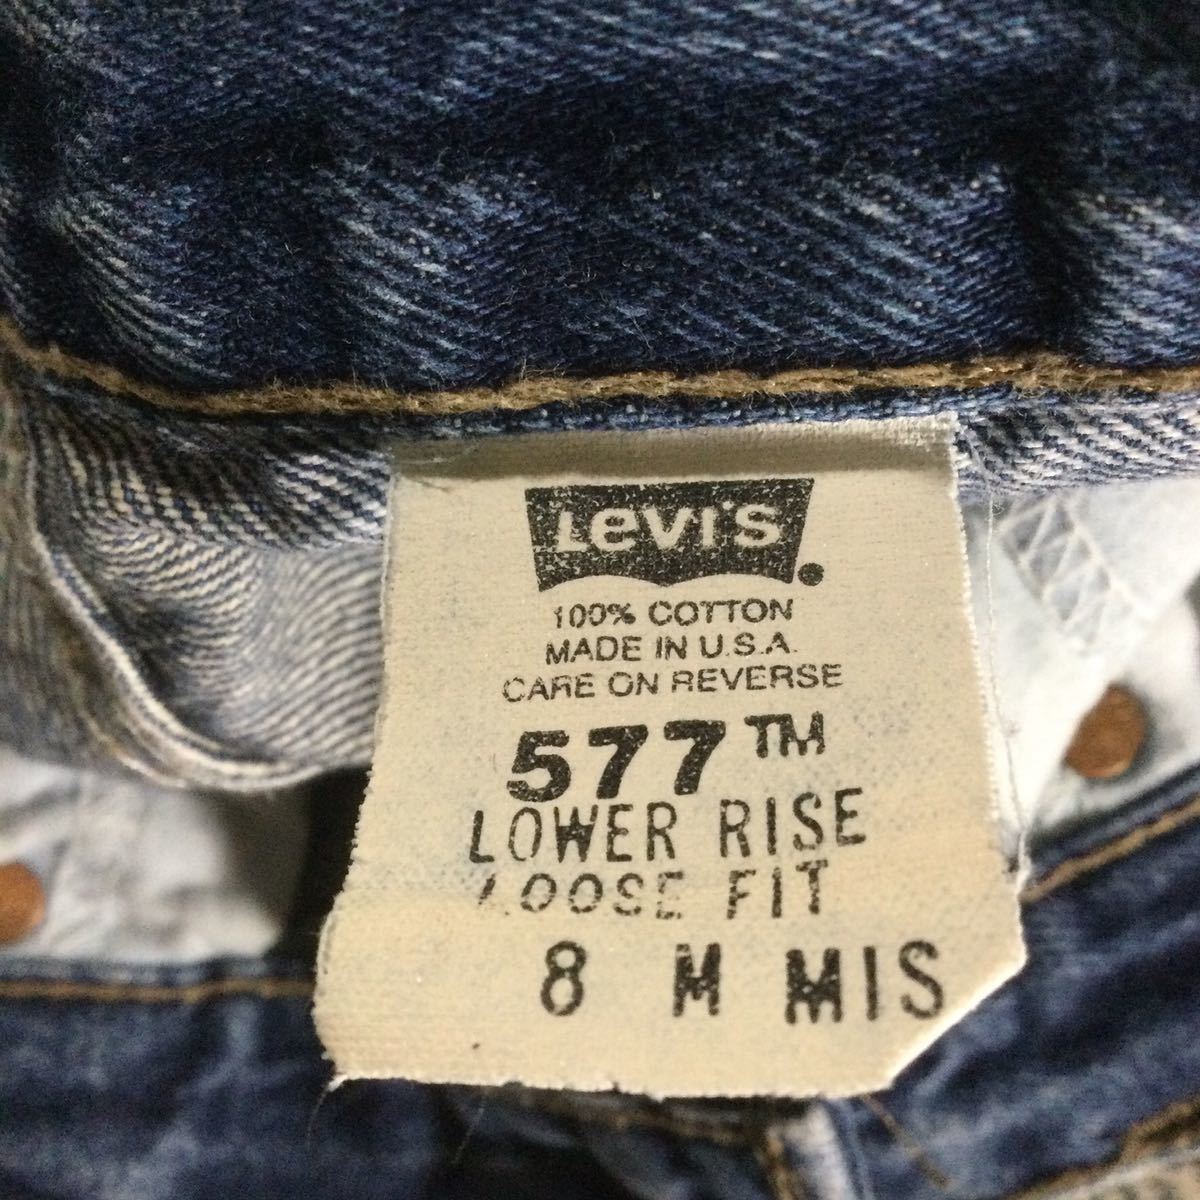 LEVI'S
100% COTTON
MADE IN U.S.A.
CARE ON REVERSE
577™
LOWER RISE
LOOSE FIT
8 M MIS